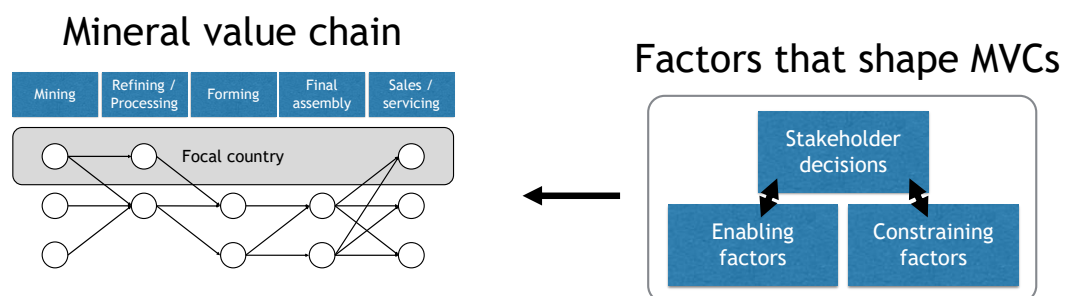 Mineral value chain
Mining
Refining /
Processing
Forming
Final
assembly
Sales /
servicing
Focal country
Factors that shape MVCs
Stakeholder
decisions
Enabling
factors
Constraining
factors